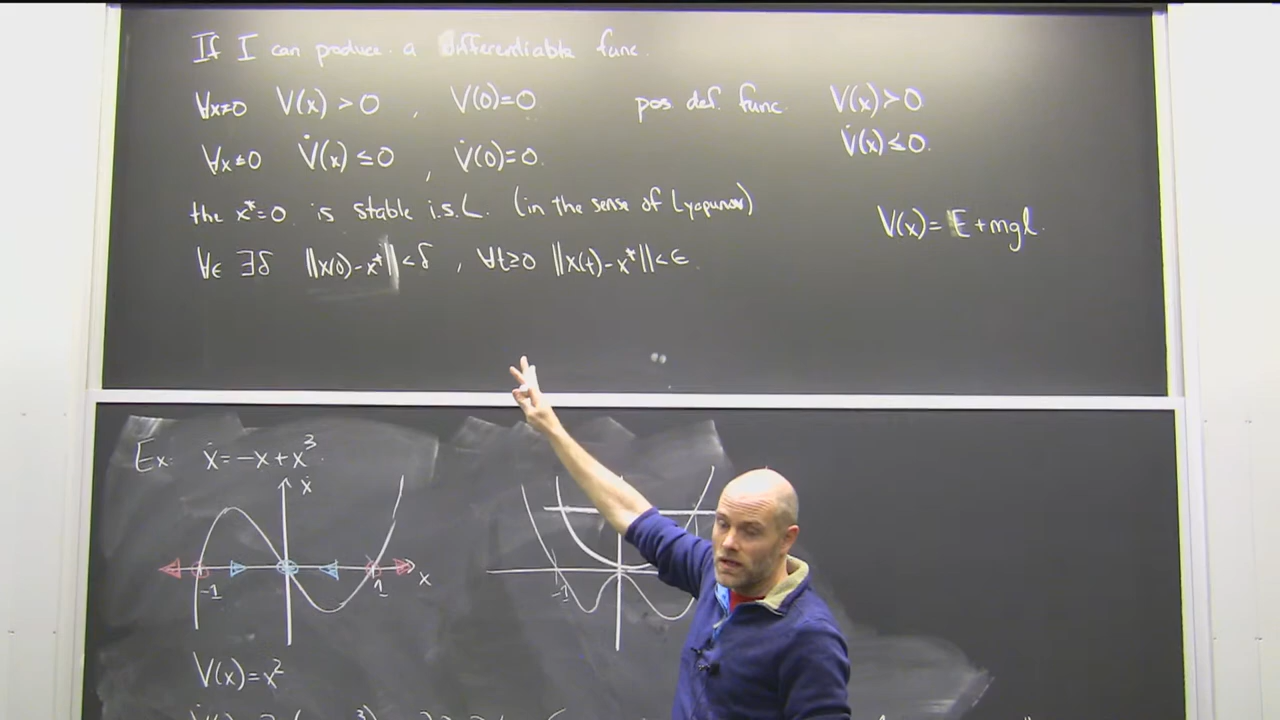 If I can produce a differentiable func.
∀x≠0 V(x) > 0 , V(0)=0 pos def. func. V(x)>0
∀x≠0 V̇(x) ≤ 0 , V̇(0)=0. V̇(x)≤0.
the x*=0 is stable i.s.L. (in the sense of Lyapunov)
V(x)= E+mgl.
∀ϵ ∃δ ||x(0)-x*||<δ , ∀t≥0 ||x(t)-x*||<ϵ
Ex: ẋ=-x+x³.
ẋ
-1 1 x
-1
V(x)=x²